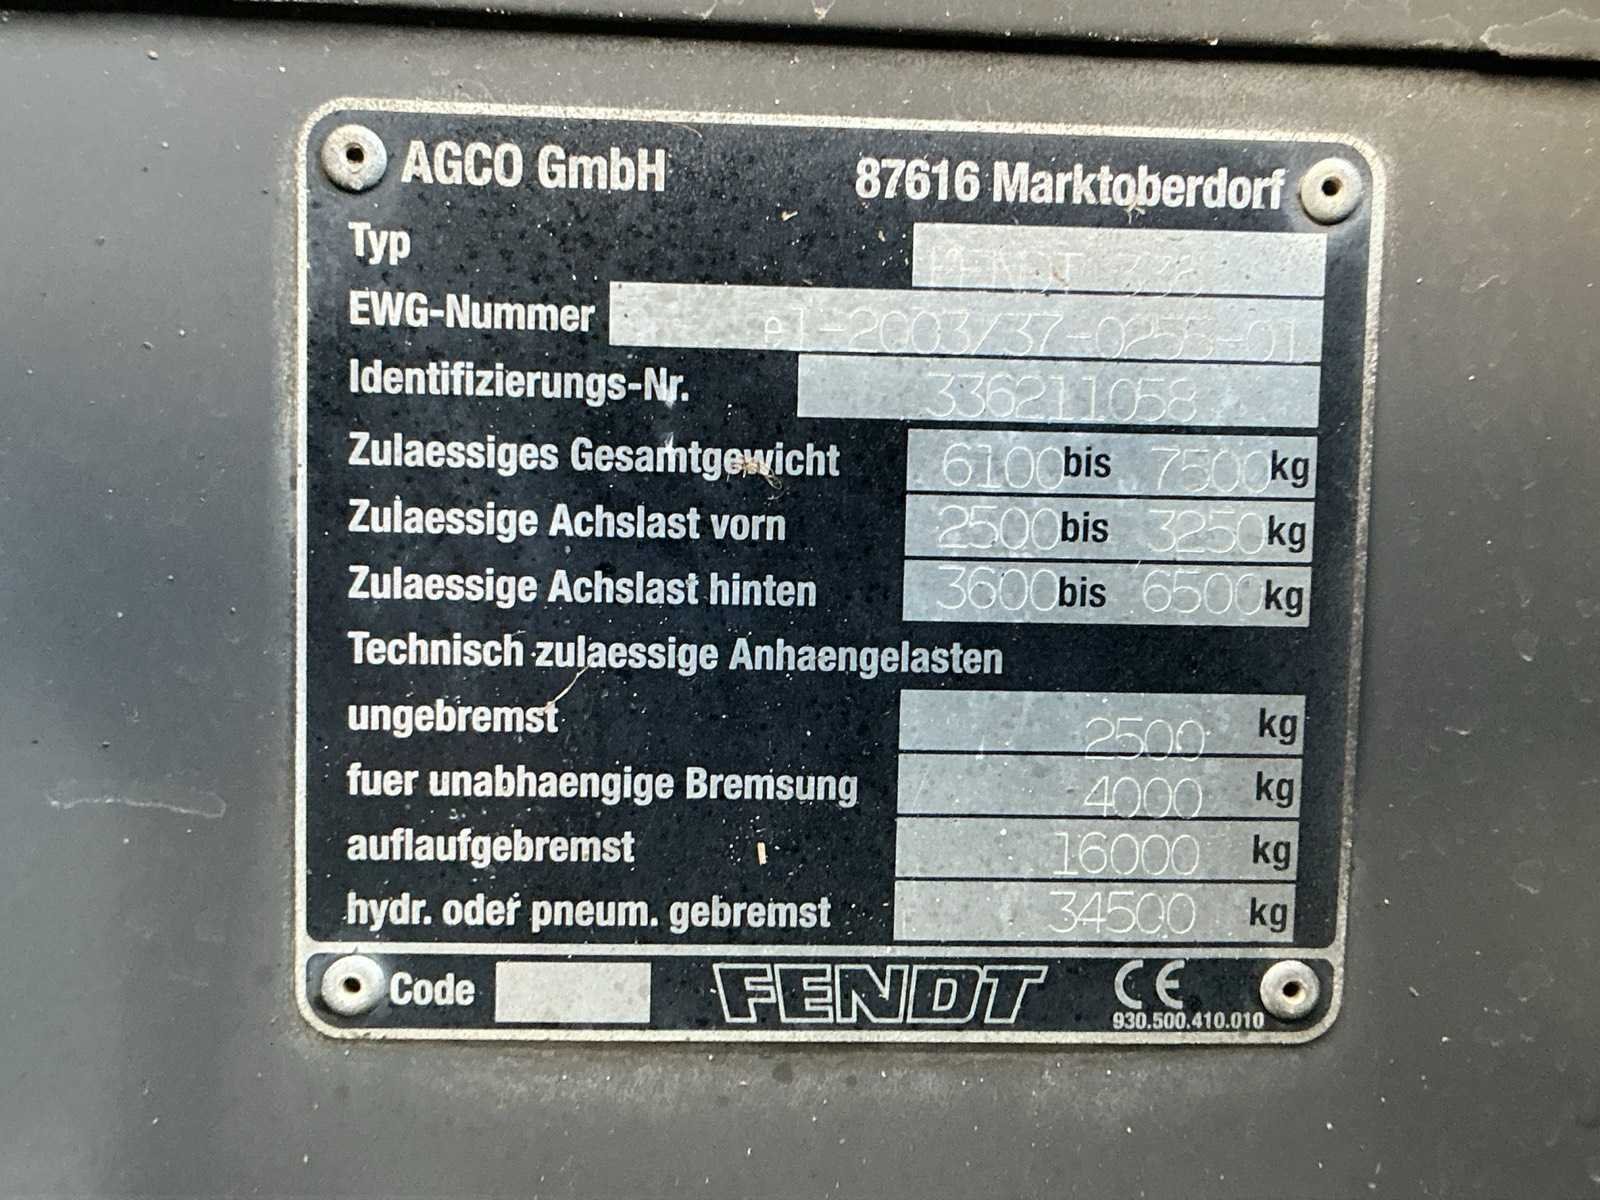 AGCO GmbH 87616 Marktoberdorf
Typ FENDT
EWG-Nummer e1-2003/37-0255-01
Identifizierungs-Nr. 336211058
Zulaessiges Gesamtgewicht 6100 bis 7500 kg
Zulaessige Achslast vorn 2500 bis 3250 kg
Zulaessige Achslast hinten 3600 bis 6500 kg
Technisch zulaessige Anhaengelasten
ungebremst 2500 kg
fuer unabhaengige Bremsung 4000 kg
auflaufgebremst 16000 kg
hydr. oder pneum. gebremst 34500 kg
Code FENDT CE
930.500.410.010